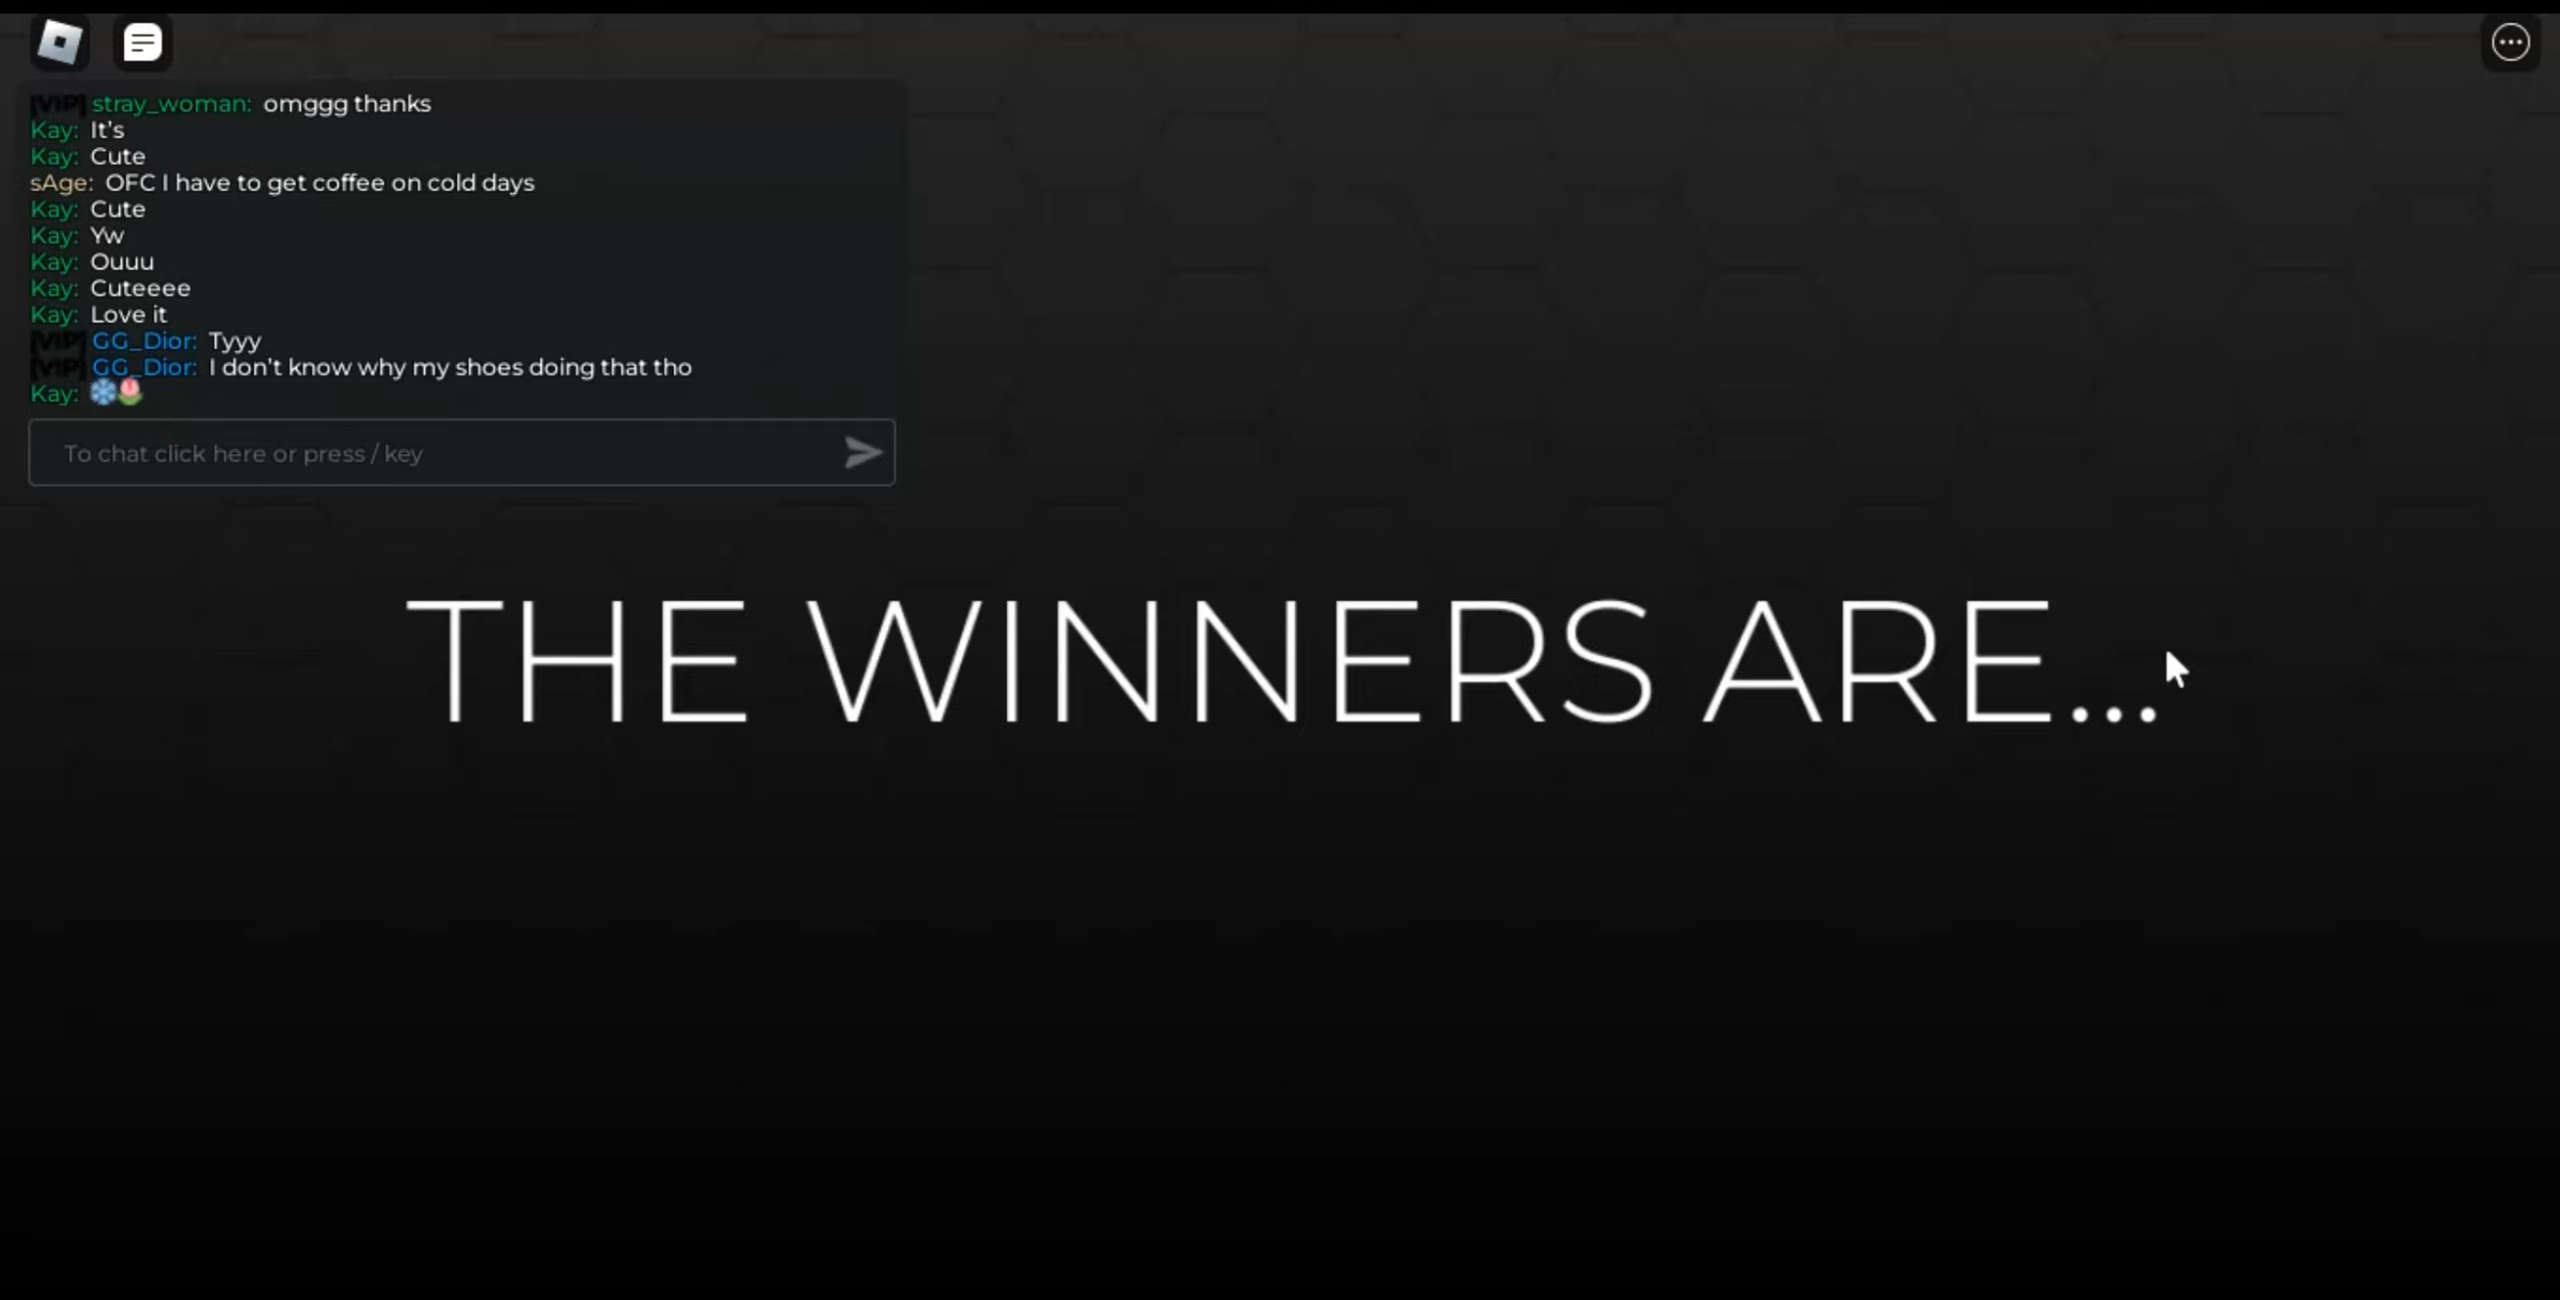 [VIP] stray_woman: omggg thanks
Kay: It's
Kay: Cute
sAge: OFC I have to get coffee on cold days
Kay: Cute
Kay: Yw
Kay: Ouuu
Kay: Cuteeee
Kay: Love it
[VIP] GG_Dior: Tyyy
[VIP] GG_Dior: I don't know why my shoes doing that tho
Kay: ❄️🌷
To chat click here or press / key
THE WINNERS ARE...